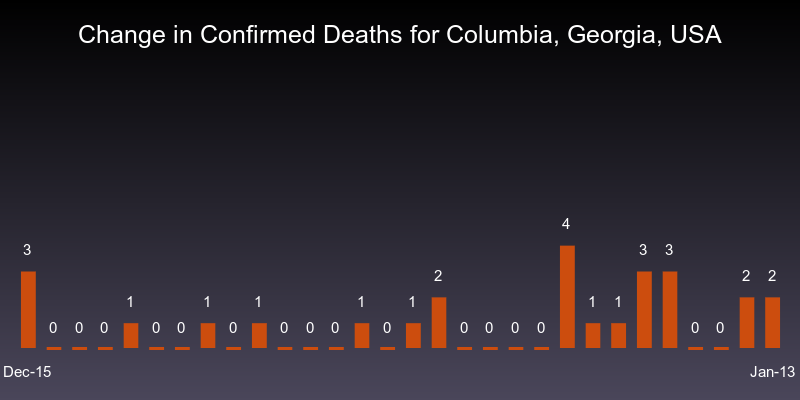 Change in Confirmed Deaths for Columbia, Georgia, USA
4
3 3 3
2 2 2
1 1 1 1 1 1 1
0 0 0 0 0 0 0 0 0 0 0 0 0 0 0 0
Dec-15 Jan-13